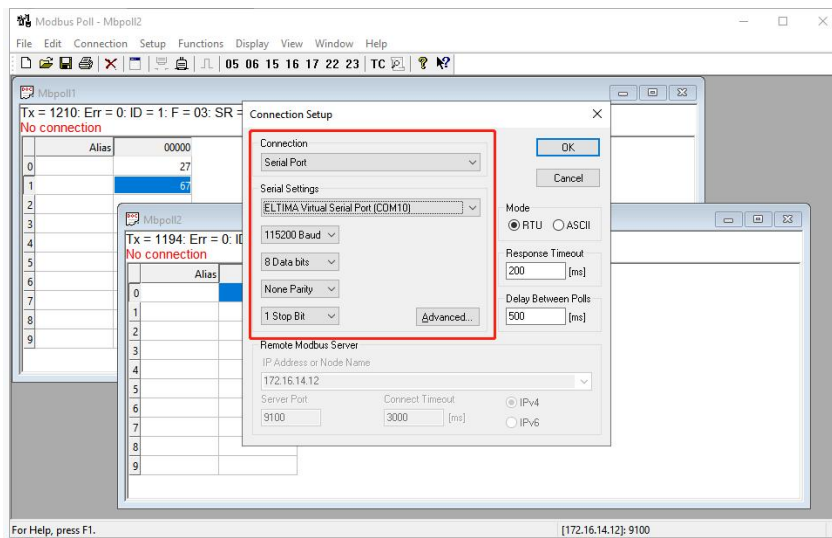 Modbus Poll - Mbpoll2
File Edit Connection Setup Functions Display View Window Help
05 06 15 16 17 22 23 TC
Mbpoll1
Tx = 1210: Err = 0: ID = 1: F = 03: SR =
No connection
Alias 00000
0 27
1 67
2
3
4
5
6
7
8
9
Mbpoll2
Tx = 1194: Err = 0: ID
No connection
Alias
0
1
2
3
4
5
6
7
8
9
Connection Setup
Connection
Serial Port
OK
Cancel
Serial Settings
ELTIMA Virtual Serial Port (COM10)
115200 Baud
8 Data bits
None Parity
1 Stop Bit
Advanced...
Mode
RTU ASCII
Response Timeout
200 [ms]
Delay Between Polls
500 [ms]
Remote Modbus Server
IP Address or Node Name
172.16.14.12
Server Port Connect Timeout
9100 3000 [ms]
IPv4
IPv6
For Help, press F1.
[172.16.14.12]: 9100